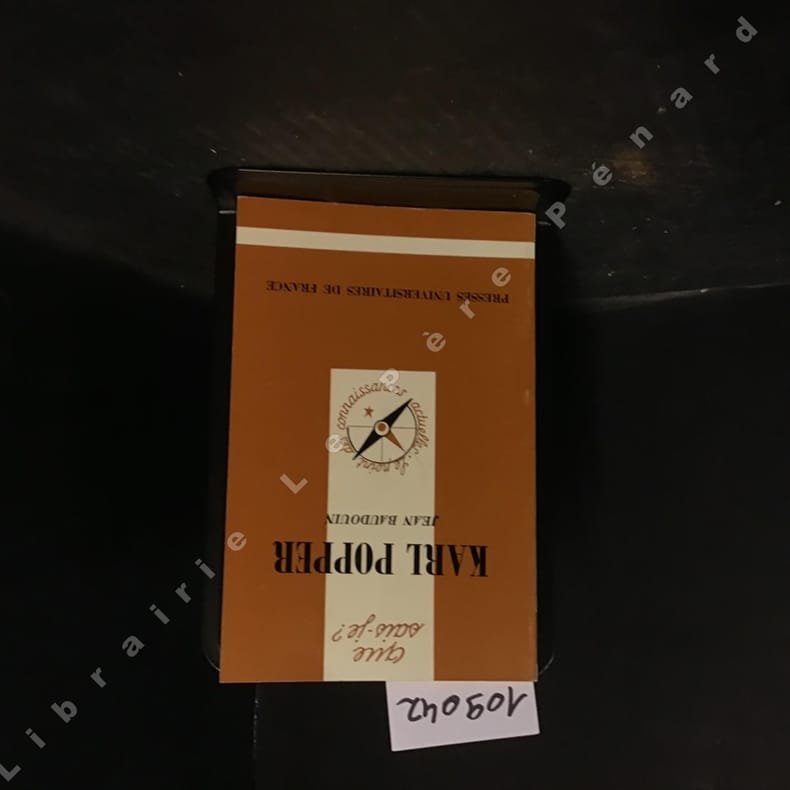 que
sais-je?
KARL POPPER
JEAN BAUDOUIN
le point des connaissances actuelles
PRESSES UNIVERSITAIRES DE FRANCE
109042
Librairie Le Père Pénard